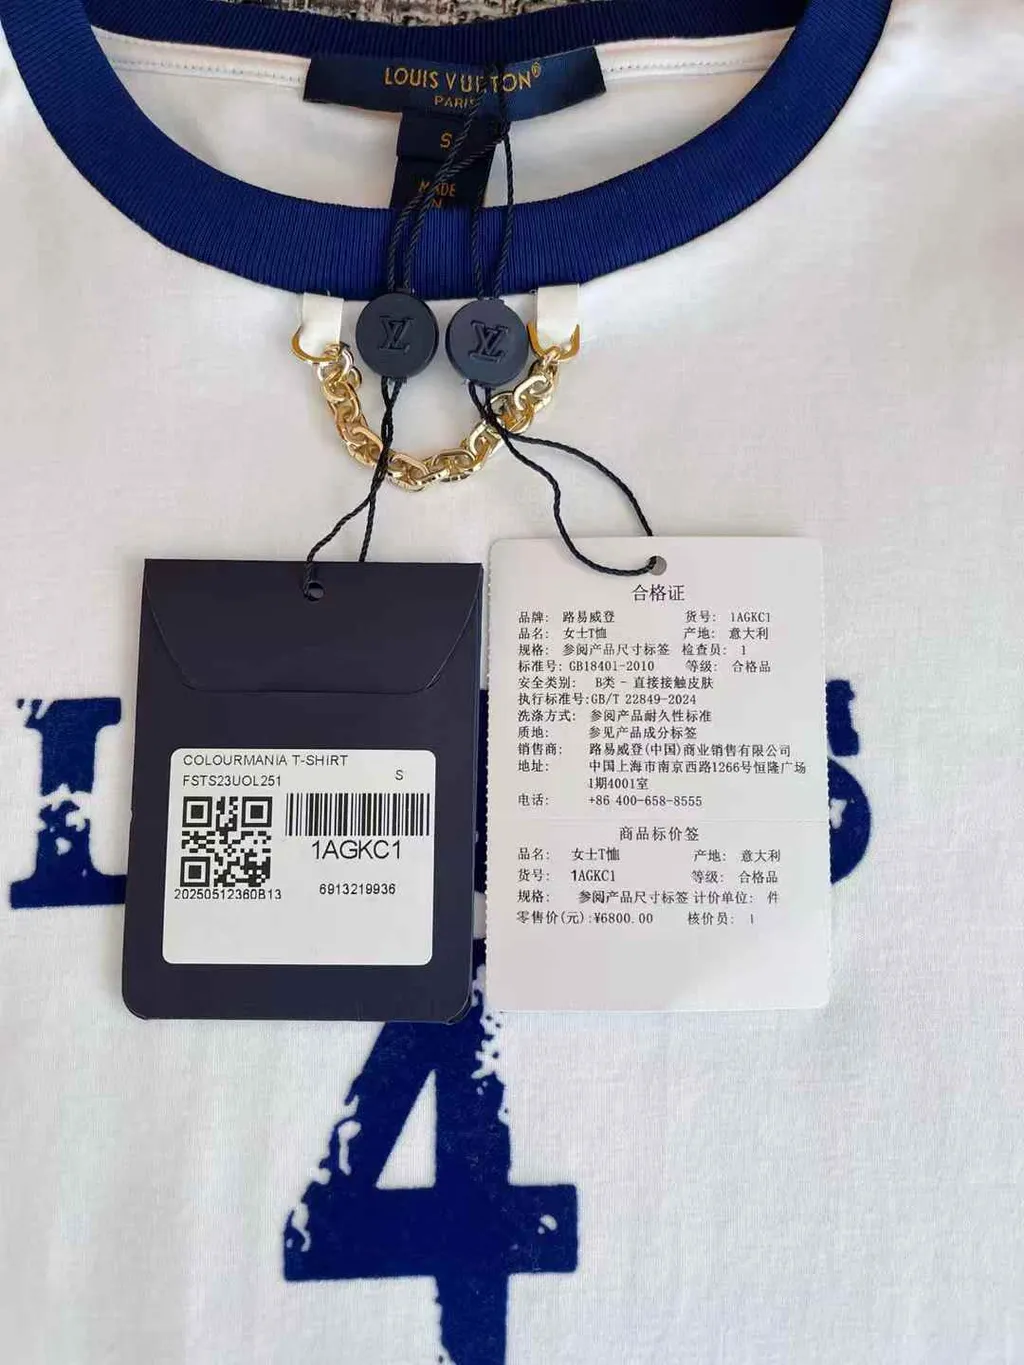 LOUIS VUITTON®
PARIS
S
MADE
COLOURMANIA T-SHIRT
FSTS23UOL251
S
1AGKC1
20250512360B13
6913219936
合格证
品牌: 路易威登 货号: 1AGKC1
品名: 女士T恤 产地: 意大利
规格: 参阅产品尺寸标签 检查员: 1
标准号: GB18401-2010 等级: 合格品
安全类别: B类 - 直接接触皮肤
执行标准号:GB/T 22849-2024
洗涤方式: 参阅产品耐久性标准
质地: 参见产品成分标签
销售商: 路易威登(中国)商业销售有限公司
地址: 中国上海市南京西路1266号恒隆广场
1期4001室
电话: +86 400-658-8555
商品标价签
品名: 女士T恤 产地: 意大利
货号: 1AGKC1 等级: 合格品
规格: 参阅产品尺寸标签 计价单位: 件
零售价(元):¥6800.00 核价员: 1
4